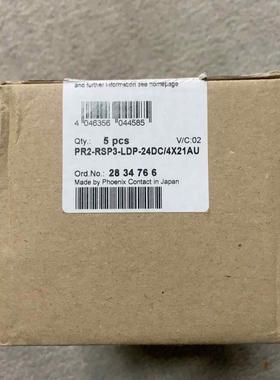 and further information see homepage
4 046356 044585
Qty.: 5 pcs V/C:02
PR2-RSP3-LDP-24DC/4X21AU
Ord.No.: 28 34 76 6
Made by Phoenix Contact in Japan